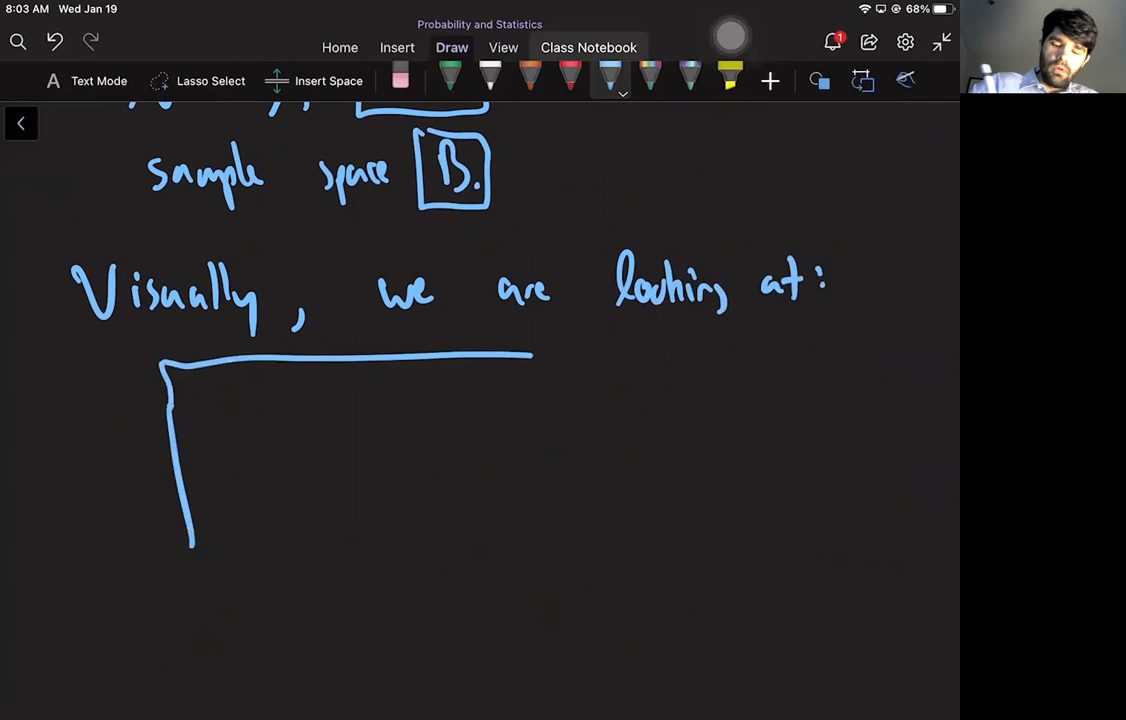 8:03 AM Wed Jan 19
68%
Probability and Statistics
Home Insert Draw View Class Notebook
1
A Text Mode Lasso Select Insert Space
sample space B.
Visually, we are looking at: